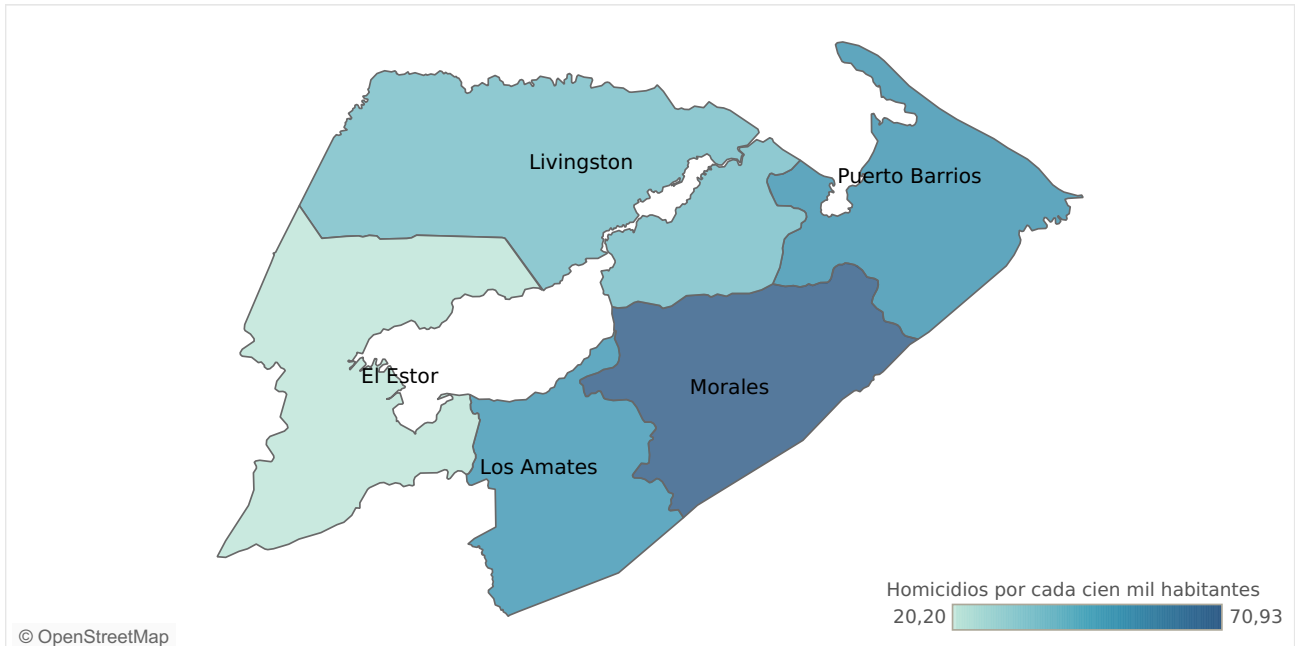 Livingston
Puerto Barrios
El Estor
Morales
Los Amates
Homicidios por cada cien mil habitantes
20,20 70,93
© OpenStreetMap